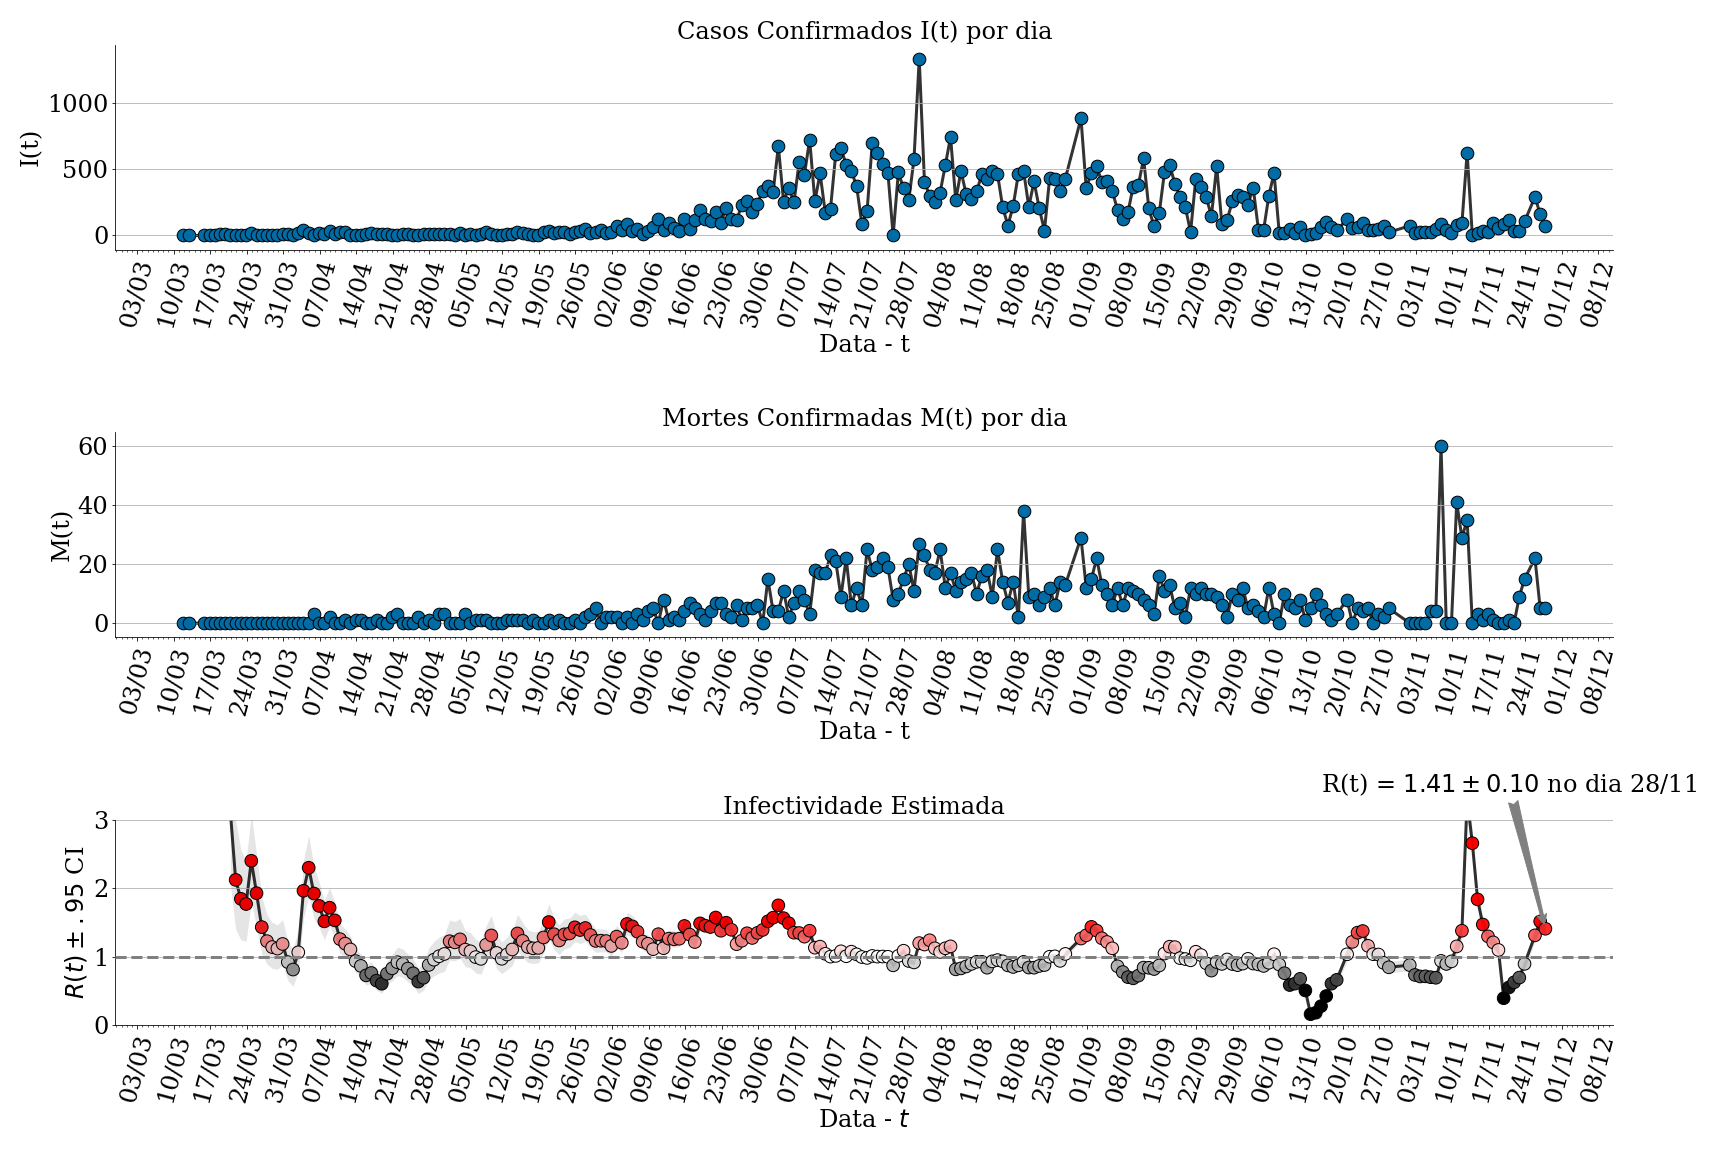 Casos Confirmados I(t) por dia
1000
500
0
I(t)
03/03 10/03 17/03 24/03 31/03 07/04 14/04 21/04 28/04 05/05 12/05 19/05 26/05 02/06 09/06 16/06 23/06 30/06 07/07 14/07 21/07 28/07 04/08 11/08 18/08 25/08 01/09 08/09 15/09 22/09 29/09 06/10 13/10 20/10 27/10 03/11 10/11 17/11 24/11 01/12 08/12
Data - t
Mortes Confirmadas M(t) por dia
60
40
20
0
M(t)
03/03 10/03 17/03 24/03 31/03 07/04 14/04 21/04 28/04 05/05 12/05 19/05 26/05 02/06 09/06 16/06 23/06 30/06 07/07 14/07 21/07 28/07 04/08 11/08 18/08 25/08 01/09 08/09 15/09 22/09 29/09 06/10 13/10 20/10 27/10 03/11 10/11 17/11 24/11 01/12 08/12
Data - t
R(t) = 1.41 ± 0.10 no dia 28/11
Infectividade Estimada
3
2
1
0
R(t) ± .95 CI
03/03 10/03 17/03 24/03 31/03 07/04 14/04 21/04 28/04 05/05 12/05 19/05 26/05 02/06 09/06 16/06 23/06 30/06 07/07 14/07 21/07 28/07 04/08 11/08 18/08 25/08 01/09 08/09 15/09 22/09 29/09 06/10 13/10 20/10 27/10 03/11 10/11 17/11 24/11 01/12 08/12
Data - t